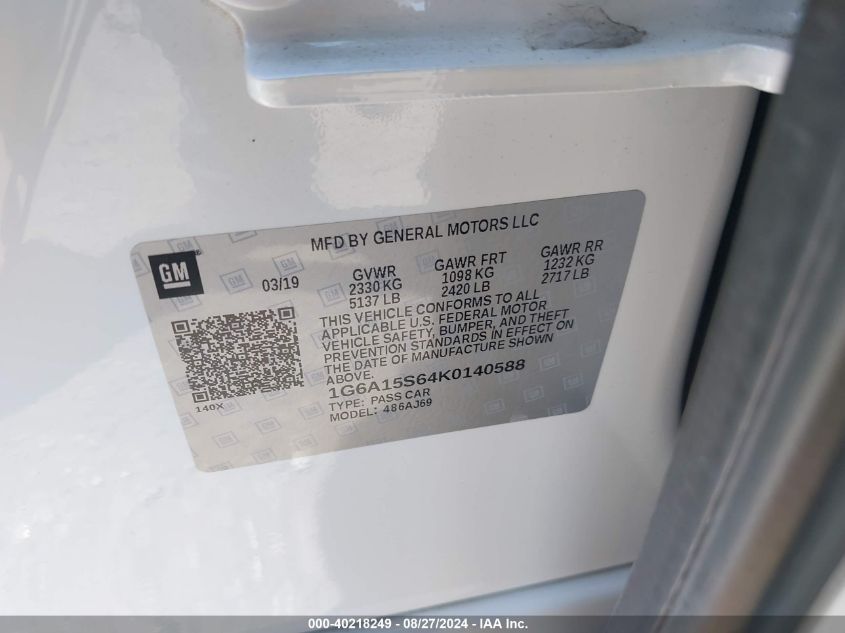 MFD BY GENERAL MOTORS LLC
GM®
03/19
GVWR
2330 KG
5137 LB
GAWR FRT
1098 KG
2420 LB
GAWR RR
1232 KG
2717 LB
THIS VEHICLE CONFORMS TO ALL
APPLICABLE U.S. FEDERAL MOTOR
VEHICLE SAFETY, BUMPER, AND THEFT
PREVENTION STANDARDS IN EFFECT ON
THE DATE OF MANUFACTURE SHOWN
ABOVE.
1G6A15S64K0140588
TYPE: PASS CAR
MODEL: 486AJ69
140X
000-40218249 - 08/27/2024 - IAA Inc.